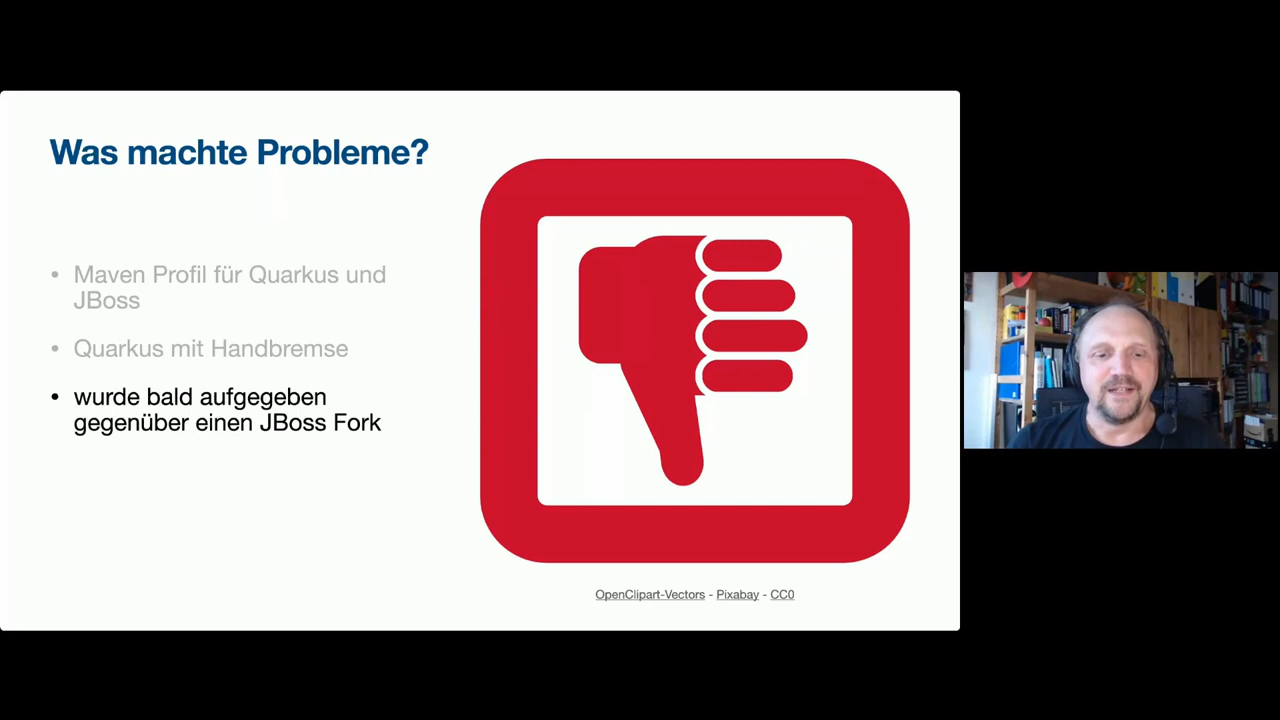 Was machte Probleme?
• Maven Profil für Quarkus und
JBoss
• Quarkus mit Handbremse
• wurde bald aufgegeben
gegenüber einen JBoss Fork
OpenClipart-Vectors - Pixabay - CC0